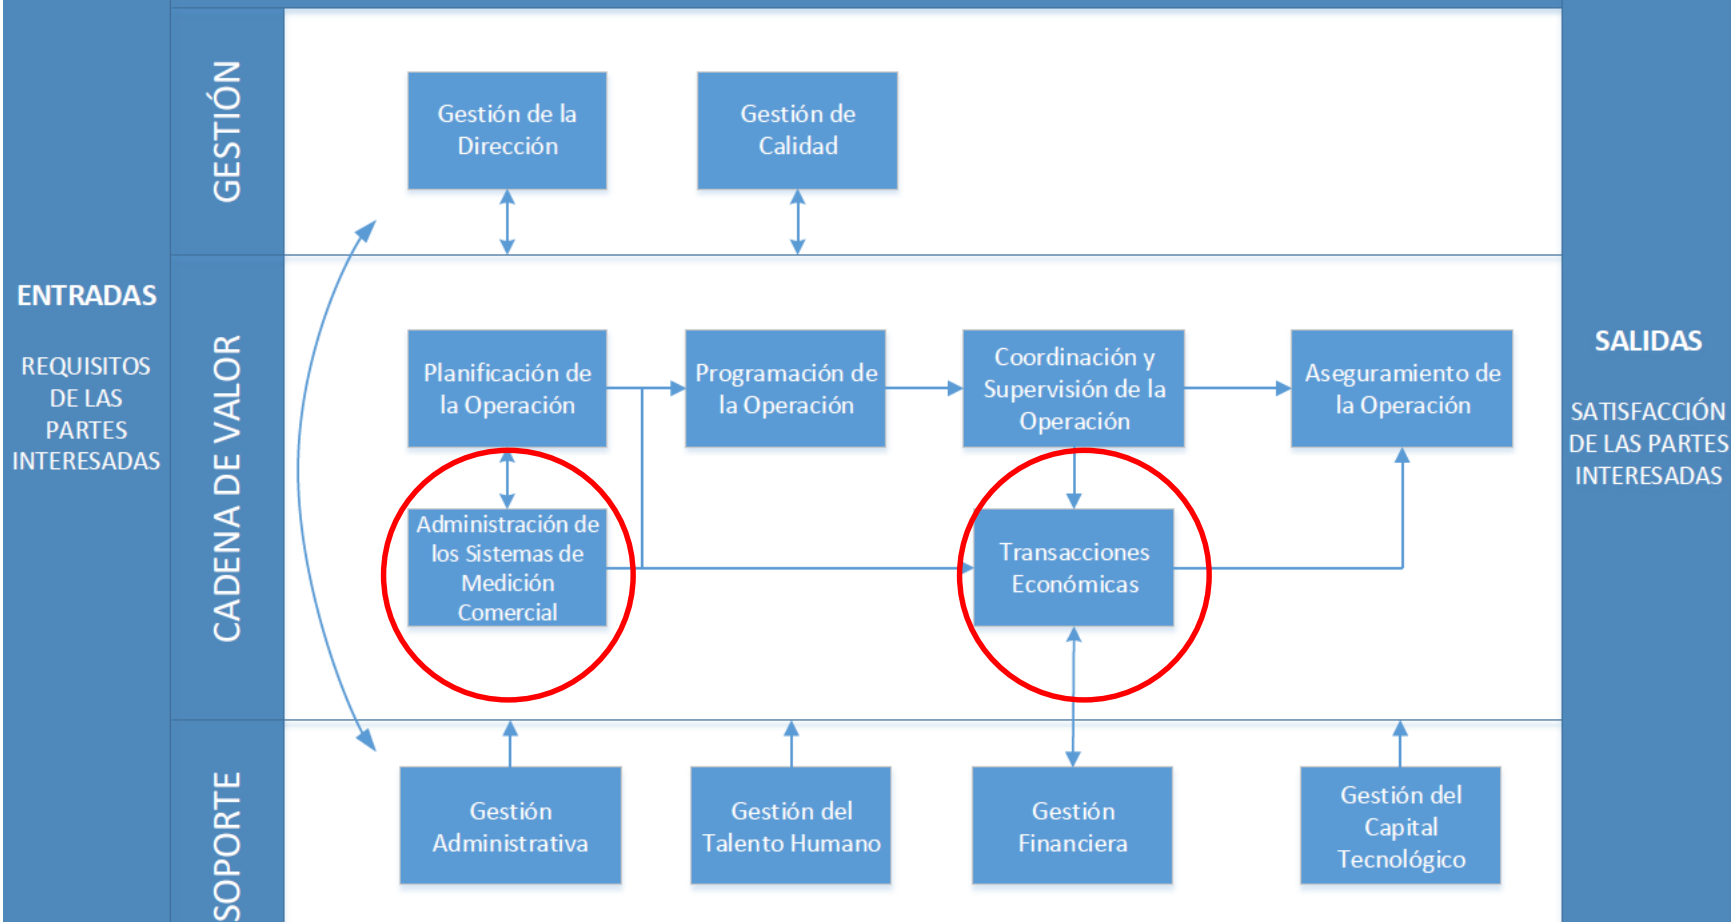 ENTRADAS
REQUISITOS
DE LAS
PARTES
INTERESADAS
GESTIÓN
Gestión de la
Dirección
Gestión de
Calidad
CADENA DE VALOR
Planificación de
la Operación
Programación de
la Operación
Coordinación y
Supervisión de la
Operación
Aseguramiento de
la Operación
Administración de
los Sistemas de
Medición
Comercial
Transacciones
Económicas
SOPORTE
Gestión
Administrativa
Gestión del
Talento Humano
Gestión
Financiera
Gestión del
Capital
Tecnológico
SALIDAS
SATISFACCIÓN
DE LAS PARTES
INTERESADAS